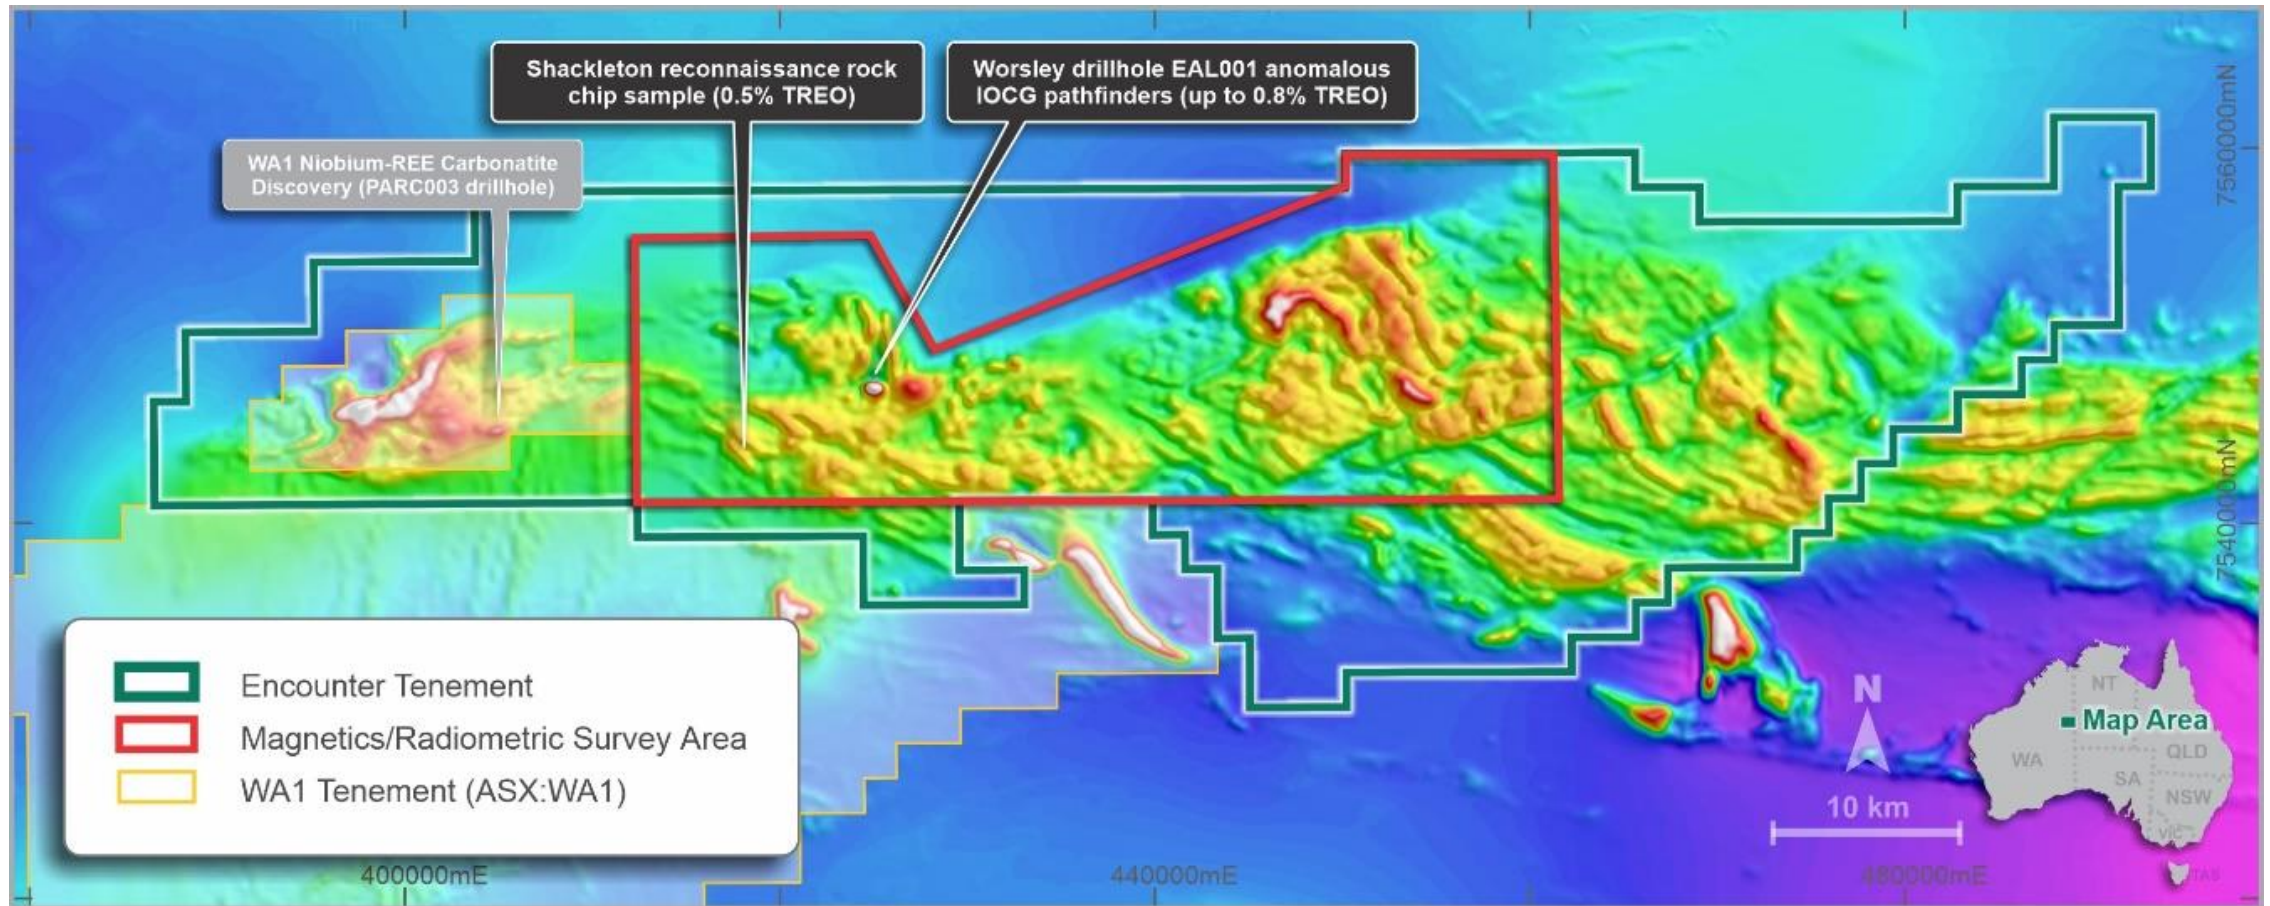 Shackleton reconnaissance rock
chip sample (0.5% TREO)
Worsley drillhole EAL001 anomalous
IOCG pathfinders (up to 0.8% TREO)
WA1 Niobium-REE Carbonatite
Discovery (PARC003 drillhole)
7560000mN
7540000mN
Encounter Tenement
Magnetics/Radiometric Survey Area
WA1 Tenement (ASX:WA1)
N
10 km
NT
Map Area
WA
QLD
SA
NSW
VIC
TAS
400000mE
440000mE
480000mE